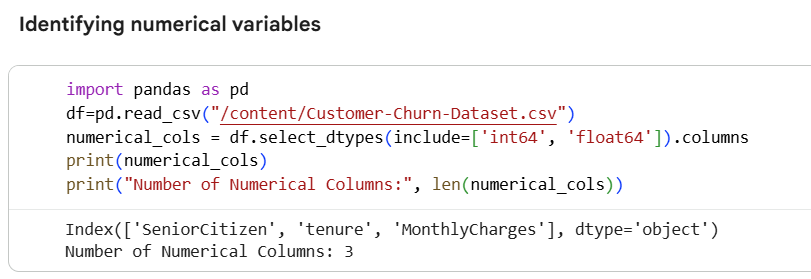 Identifying numerical variables
import pandas as pd
df=pd.read_csv("/content/Customer-Churn-Dataset.csv")
numerical_cols = df.select_dtypes(include=['int64', 'float64']).columns
print(numerical_cols)
print("Number of Numerical Columns:", len(numerical_cols))
Index(['SeniorCitizen', 'tenure', 'MonthlyCharges'], dtype='object')
Number of Numerical Columns: 3